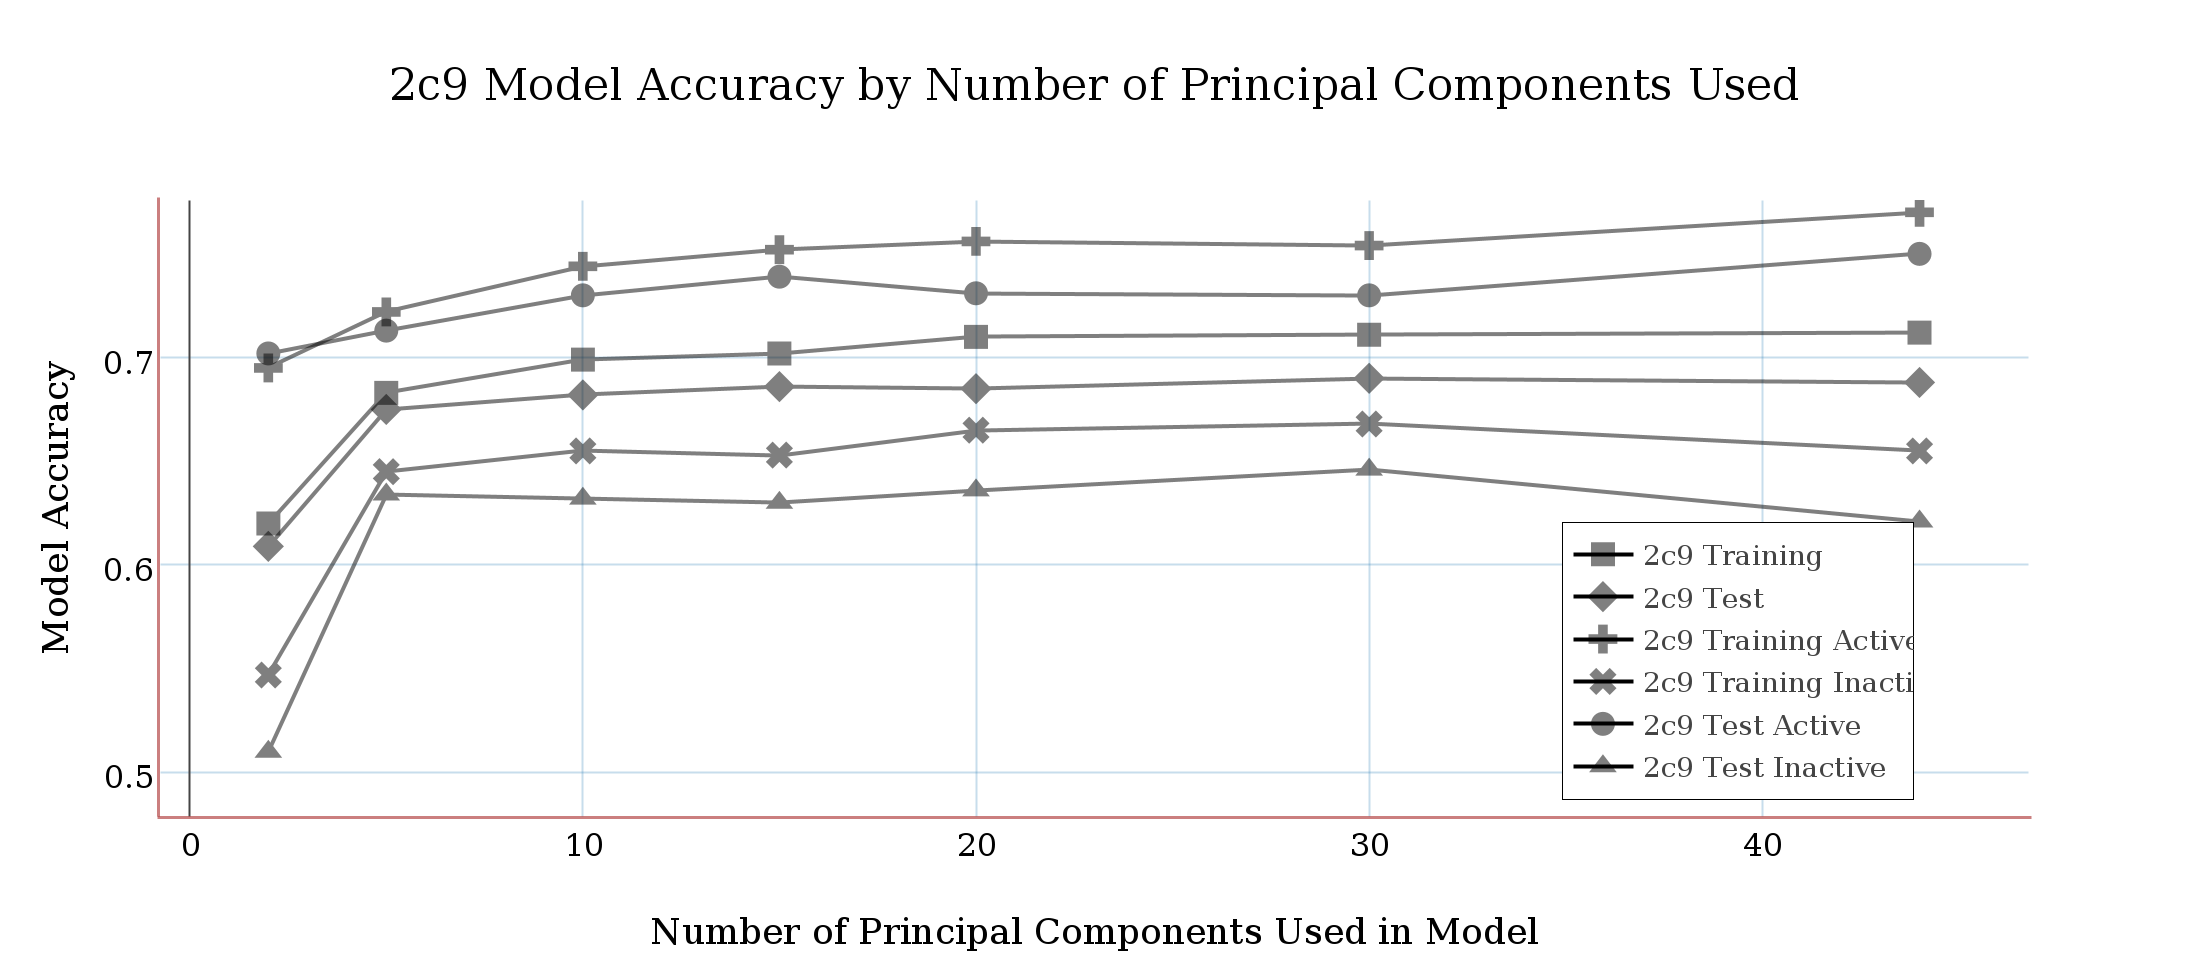 2c9 Model Accuracy by Number of Principal Components Used
Model Accuracy
0.7
0.6
0.5
0
10
20
30
40
Number of Principal Components Used in Model
2c9 Training
2c9 Test
2c9 Training Active
2c9 Training Inacti
2c9 Test Active
2c9 Test Inactive